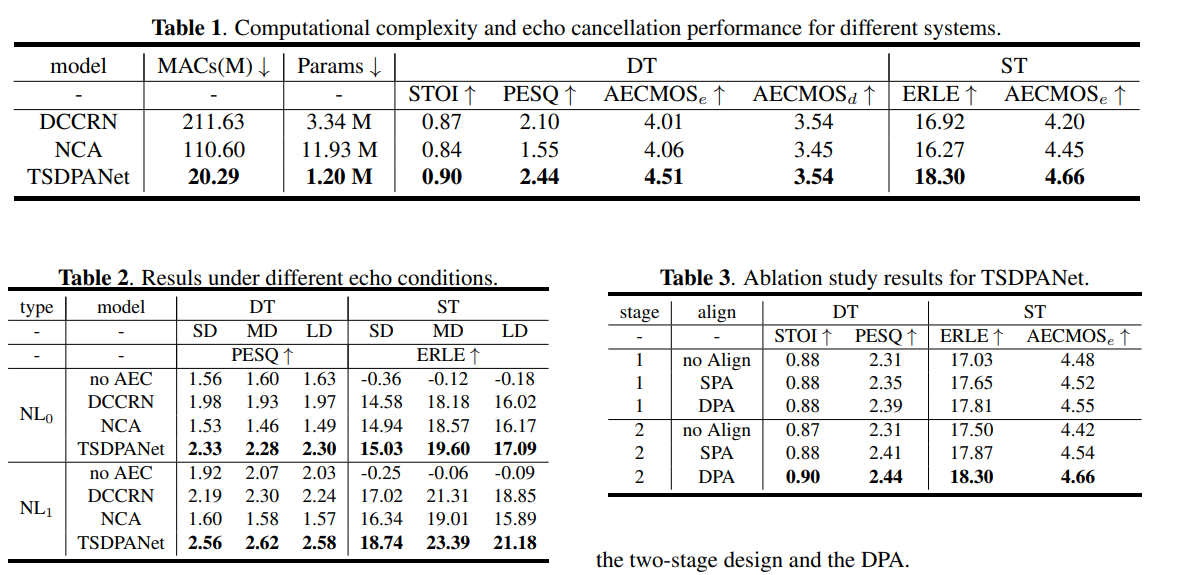 Table 1. Computational complexity and echo cancellation performance for different systems.
model MACs(M) ↓ Params ↓ DT ST
- - - STOI ↑ PESQ ↑ AECMOSe ↑ AECMOSd ↑ ERLE ↑ AECMOSe ↑
DCCRN 211.63 3.34 M 0.87 2.10 4.01 3.54 16.92 4.20
NCA 110.60 11.93 M 0.84 1.55 4.06 3.45 16.27 4.45
TSDPANet 20.29 1.20 M 0.90 2.44 4.51 3.54 18.30 4.66
Table 2. Resuls under different echo conditions.
type model DT ST
- - SD MD LD SD MD LD
- - PESQ ↑ ERLE ↑
NL0
no AEC 1.56 1.60 1.63 -0.36 -0.12 -0.18
DCCRN 1.98 1.93 1.97 14.58 18.18 16.02
NCA 1.53 1.46 1.49 14.94 18.57 16.17
TSDPANet 2.33 2.28 2.30 15.03 19.60 17.09
NL1
no AEC 1.92 2.07 2.03 -0.25 -0.06 -0.09
DCCRN 2.19 2.30 2.24 17.02 21.31 18.85
NCA 1.60 1.58 1.57 16.34 19.01 15.89
TSDPANet 2.56 2.62 2.58 18.74 23.39 21.18
Table 3. Ablation study results for TSDPANet.
stage align DT ST
- - STOI ↑ PESQ ↑ ERLE ↑ AECMOSe ↑
1 no Align 0.88 2.31 17.03 4.48
1 SPA 0.88 2.35 17.65 4.52
1 DPA 0.88 2.39 17.81 4.55
2 no Align 0.87 2.31 17.50 4.42
2 SPA 0.88 2.41 17.87 4.54
2 DPA 0.90 2.44 18.30 4.66
the two-stage design and the DPA.